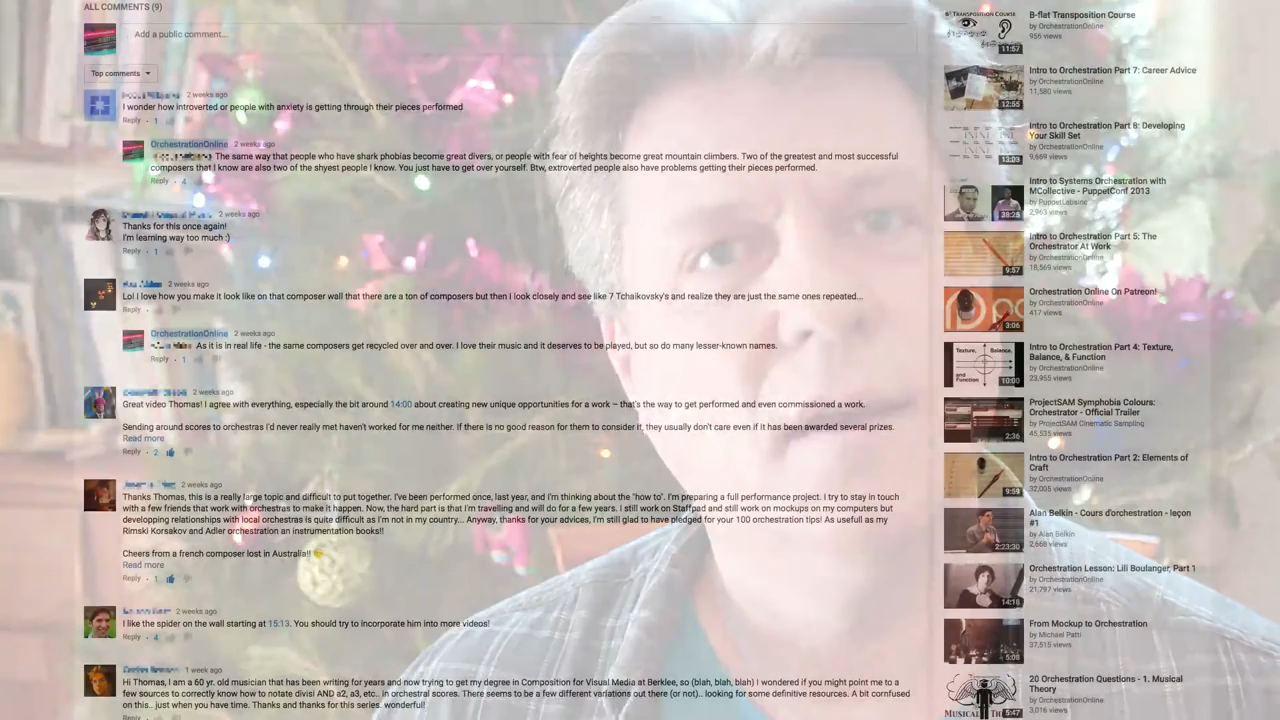 ALL COMMENTS (9)
Add a public comment...
Top comments
2 weeks ago
I wonder how introverted or people with anxiety is getting through their pieces performed
Reply · 1
OrchestrationOnline 2 weeks ago
The same way that people who have shark phobias become great divers, or people with fear of heights become great mountain climbers. Two of the greatest and most successful
composers that I know are also two of the shyest people I know. You just have to get over yourself. Btw, extroverted people also have problems getting their pieces performed.
Reply · 4
2 weeks ago
Thanks for this once again!
I'm learning way too much :)
Reply · 1
2 weeks ago
Lol I love how you make it look like on that composer wall that there are a ton of composers but then I look closely and see like 7 Tchaikovsky's and realize they are just the same ones repeated...
Reply ·
OrchestrationOnline 2 weeks ago
As it is in real life - the same composers get recycled over and over. I love their music and it deserves to be played, but so do many lesser-known names.
Reply · 1
2 weeks ago
Great video Thomas! I agree with everything, especially the bit around 14:00 about creating new unique opportunities for a work – that's the way to get performed and even commissioned a work.
Sending around scores to orchestras I'd never really met haven't worked for me neither. If there is no good reason for them to consider it, they usually don't care even if it has been awarded several prizes.
Read more
Reply · 2
2 weeks ago
Thanks Thomas, this is a really large topic and difficult to put together. I've been performed once, last year, and I'm thinking about the "how to". I'm preparing a full performance project. I try to stay in touch
with a few friends that work with orchestras to make it happen. Now, the hard part is that I'm travelling and will do for a few years. I still work on Staffpad and still work on mockups on my computers but
developing relationships with local orchestras is quite difficult as I'm not in my country... Anyway, thanks for your advices, I'm still glad to have pledged for your 100 orchestration tips! As usefull as my
Rimski Korsakov and Adler orchestration an instrumentation books!!
Cheers from a french composer lost in Australia!!
Read more
Reply · 1
2 weeks ago
I like the spider on the wall starting at 15:13. You should try to incorporate him into more videos!
Reply · 4
1 week ago
Hi Thomas, I am a 60 yr. old musician that has been writing for years and now trying to get my degree in Composition for Visual Media at Berklee, so (blah, blah, blah) I wondered if you might point me to a
few sources to correctly know how to notate divisi AND a2, a3, etc.. in orchestral scores. There seems to be a few different variations out there (or not).. looking for some definitive resources. A bit cornfused
on this.. just when you have time. Thanks and thanks for this series. wonderful!
Reply
B♭ TRANSPOSITION COURSE
11:57
B-flat Transposition Course
by OrchestrationOnline
956 views
12:55
Intro to Orchestration Part 7: Career Advice
by OrchestrationOnline
11,580 views
13:03
Intro to Orchestration Part 8: Developing
Your Skill Set
by OrchestrationOnline
9,669 views
38:25
Intro to Systems Orchestration with
MCollective - PuppetConf 2013
by PuppetLabsInc
2,963 views
9:57
Intro to Orchestration Part 5: The
Orchestrator At Work
by OrchestrationOnline
18,569 views
3:06
Orchestration Online On Patreon!
by OrchestrationOnline
417 views
Texture, Balance,
and
Function
10:00
Intro to Orchestration Part 4: Texture,
Balance, & Function
by OrchestrationOnline
23,955 views
2:36
ProjectSAM Symphobia Colours:
Orchestrator - Official Trailer
by ProjectSAM Cinematic Sampling
45,535 views
9:59
Intro to Orchestration Part 2: Elements of
Craft
by OrchestrationOnline
32,005 views
2:23:30
Alan Belkin - Cours d'orchestration - leçon
#1
by Alan Belkin
2,668 views
14:18
Orchestration Lesson: Lili Boulanger, Part 1
by OrchestrationOnline
21,797 views
5:08
From Mockup to Orchestration
by Michael Patti
37,515 views
5:47
20 Orchestration Questions - 1. Musical
Theory
by OrchestrationOnline
3,016 views